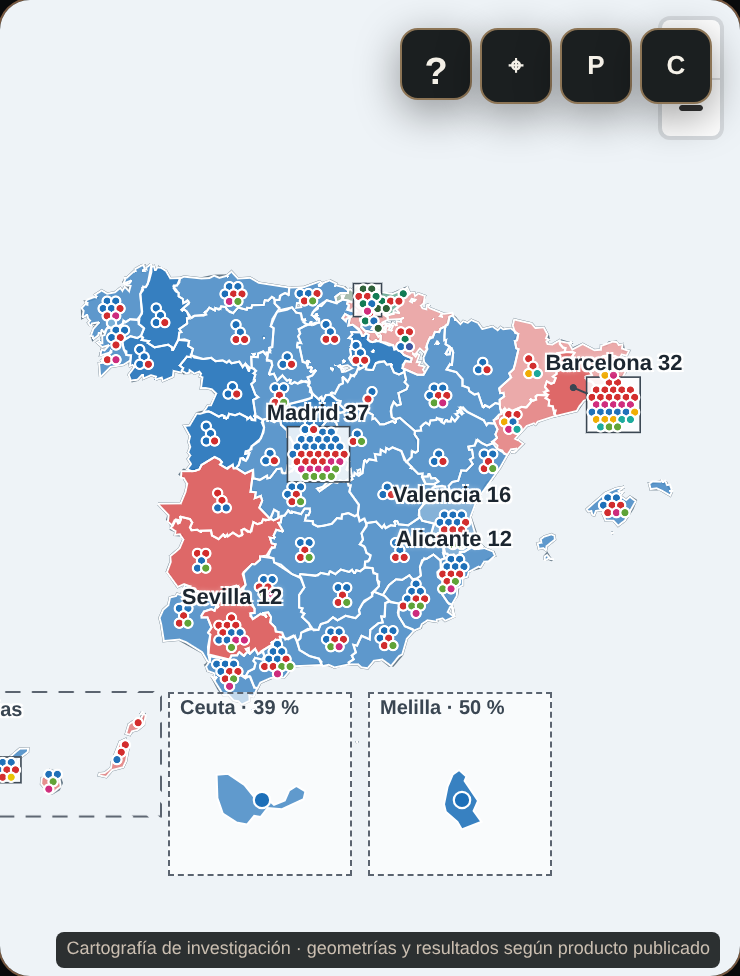 ?
⌖
P
C
Barcelona 32
Madrid 37
Valencia 16
Alicante 12
Sevilla 12
as
Ceuta · 39 %
Melilla · 50 %
Cartografía de investigación · geometrías y resultados según producto publicado